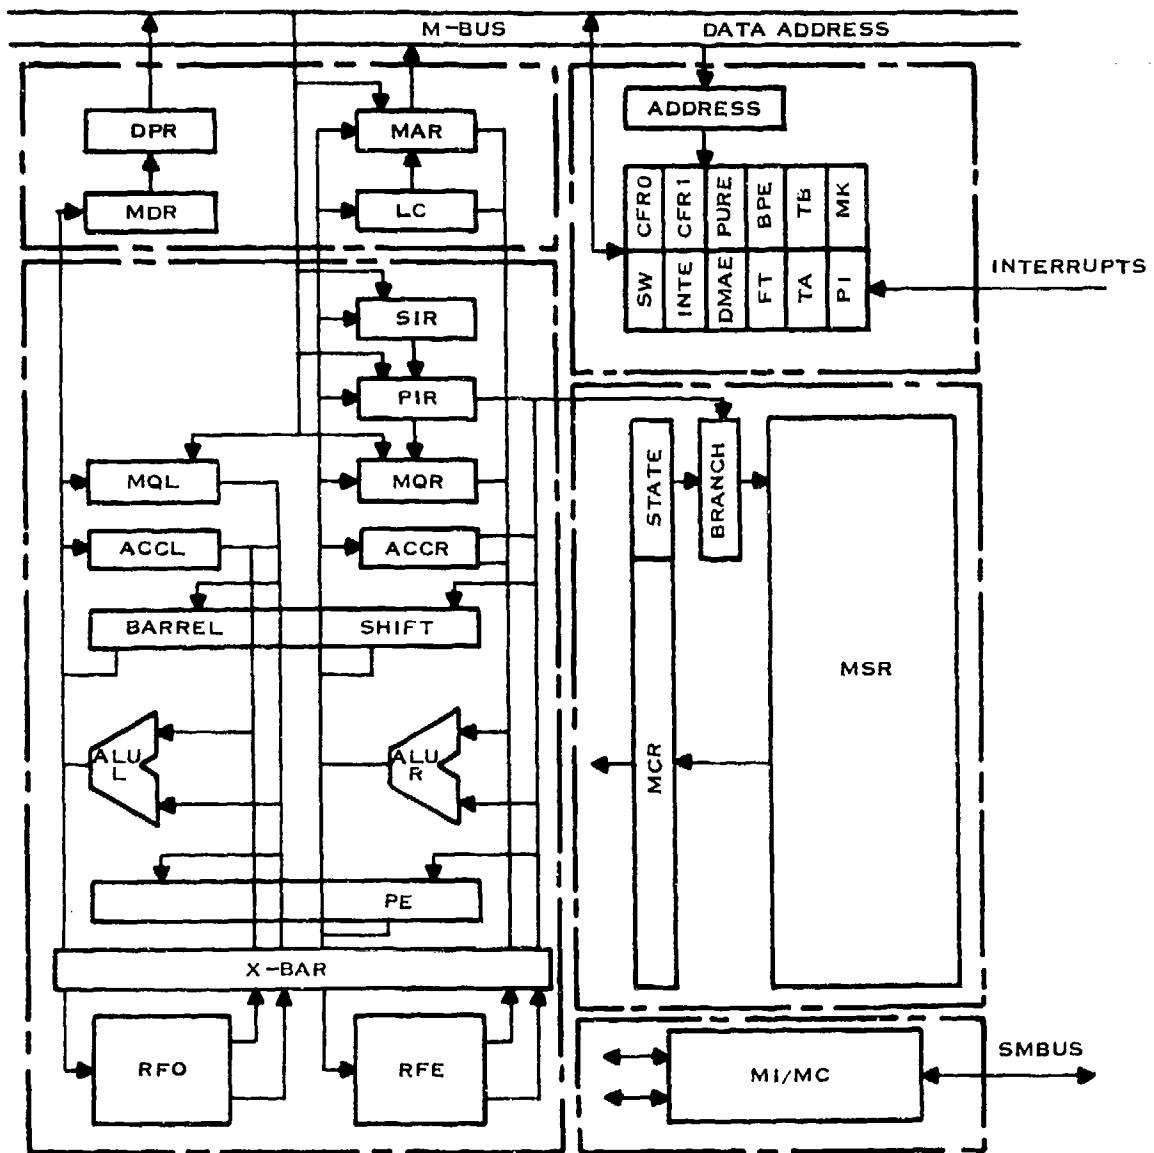 M-BUS
DATA ADDRESS
DPR
MAR
ADDRESS
MDR
LC
CFR0 CFR1 PURE BPE TB MK
SW INTE DMAE FT TA PI
INTERRUPTS
SIR
PIR
MQL
MQR
STATE
BRANCH
ACCL
ACCR
BARREL SHIFT
MSR
ALU
L
ALU
R
MCR
PE
X-BAR
RFO
RFE
MI/MC
SMBUS